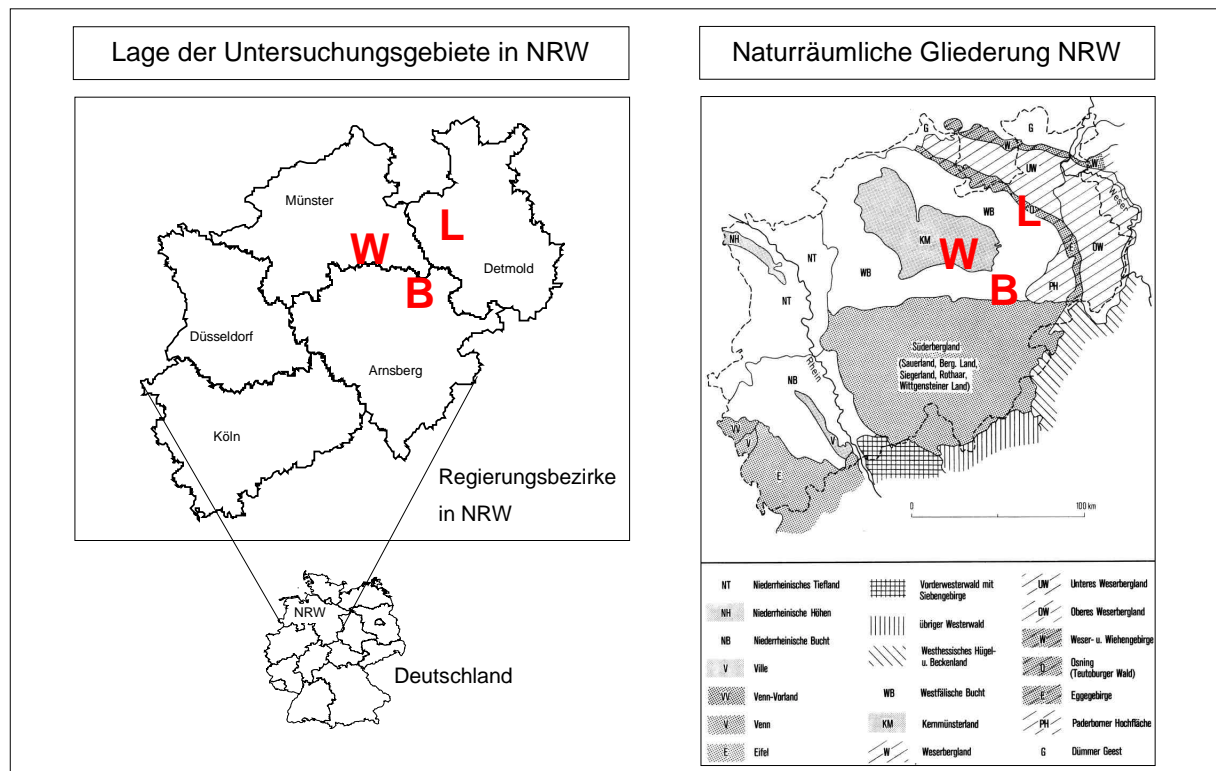 Lage der Untersuchungsgebiete in NRW
Münster
L
W
Detmold
B
Düsseldorf
Arnsberg
Köln
Regierungsbezirke
in NRW
NRW
Deutschland
Naturräumliche Gliederung NRW
G
G
W
W
UW
Weser
WB
L
O
NH
KM
W
E
OW
NT
WB
B
PH
NT
Süderbergland
(Sauerland, Berg. Land,
Siegerland, Rothaar,
Wittgensteiner Land)
Rhein
NB
VV
V
V
E
0
100 km
NT Niederrheinisches Tiefland
NH Niederrheinische Höhen
NB Niederrheinische Bucht
V Ville
VV Venn-Vorland
V Venn
E Eifel
Vorderwesterwald mit
Siebengebirge
übriger Westerwald
Westhessisches Hügel-
u. Beckenland
WB Westfälische Bucht
KM Kernmünsterland
W Weserbergland
UW Unteres Weserbergland
OW Oberes Weserbergland
W Weser- u. Wiehengebirge
O Osning
(Teutoburger Wald)
E Eggegebirge
PH Paderborner Hochfläche
G Dümmer Geest